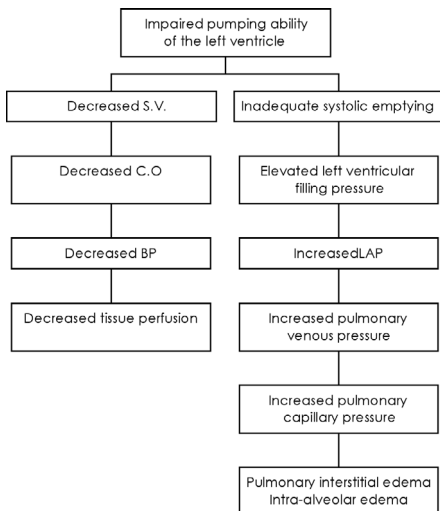 Impaired pumping ability
of the left ventricle
Decreased S.V.
Inadequate systolic emptying
Decreased C.O
Elevated left ventricular
filling pressure
Decreased BP
IncreasedLAP
Decreased tissue perfusion
Increased pulmonary
venous pressure
Increased pulmonary
capillary pressure
Pulmonary interstitial edema
Intra-alveolar edema